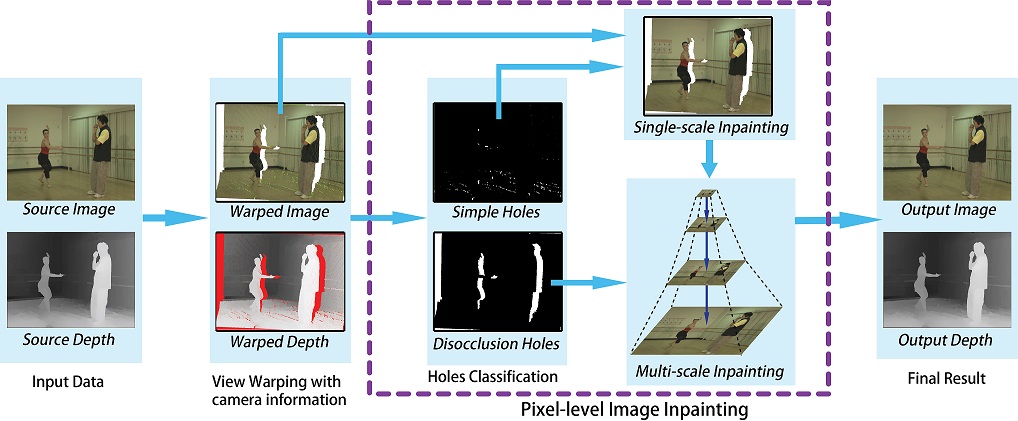 Source Image
Source Depth
Input Data
Warped Image
Warped Depth
View Warping with
camera information
Simple Holes
Disocclusion Holes
Holes Classification
Single-scale Inpainting
Multi-scale Inpainting
Pixel-level Image Inpainting
Output Image
Output Depth
Final Result